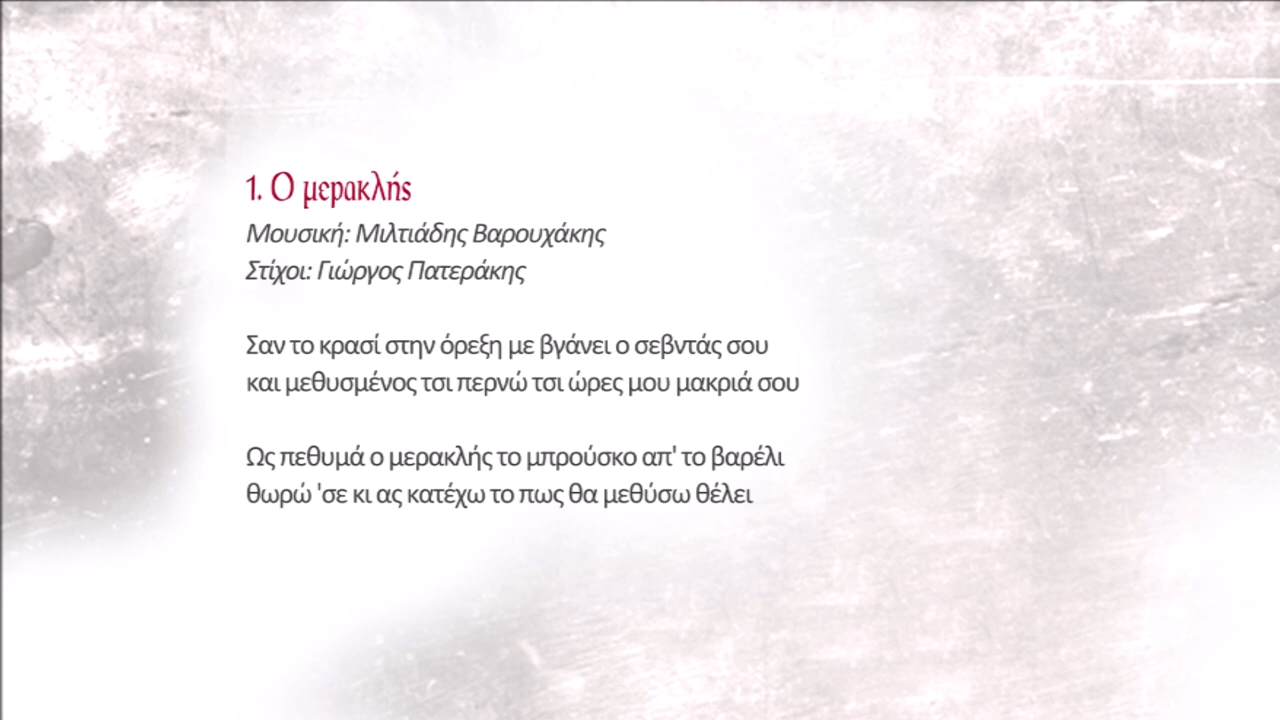 1. Ο μερακλής
Μουσική: Μιλτιάδης Βαρουχάκης
Στίχοι: Γιώργος Πατεράκης
Σαν το κρασί στην όρεξη με βγάνει ο σεβντάς σου
και μεθυσμένος τσι περνώ τσι ώρες μου μακριά σου
Ως πεθυμά ο μερακλής το μπρούσκο απ' το βαρέλι
θωρώ 'σε κι ας κατέχω το πως θα μεθύσω θέλει